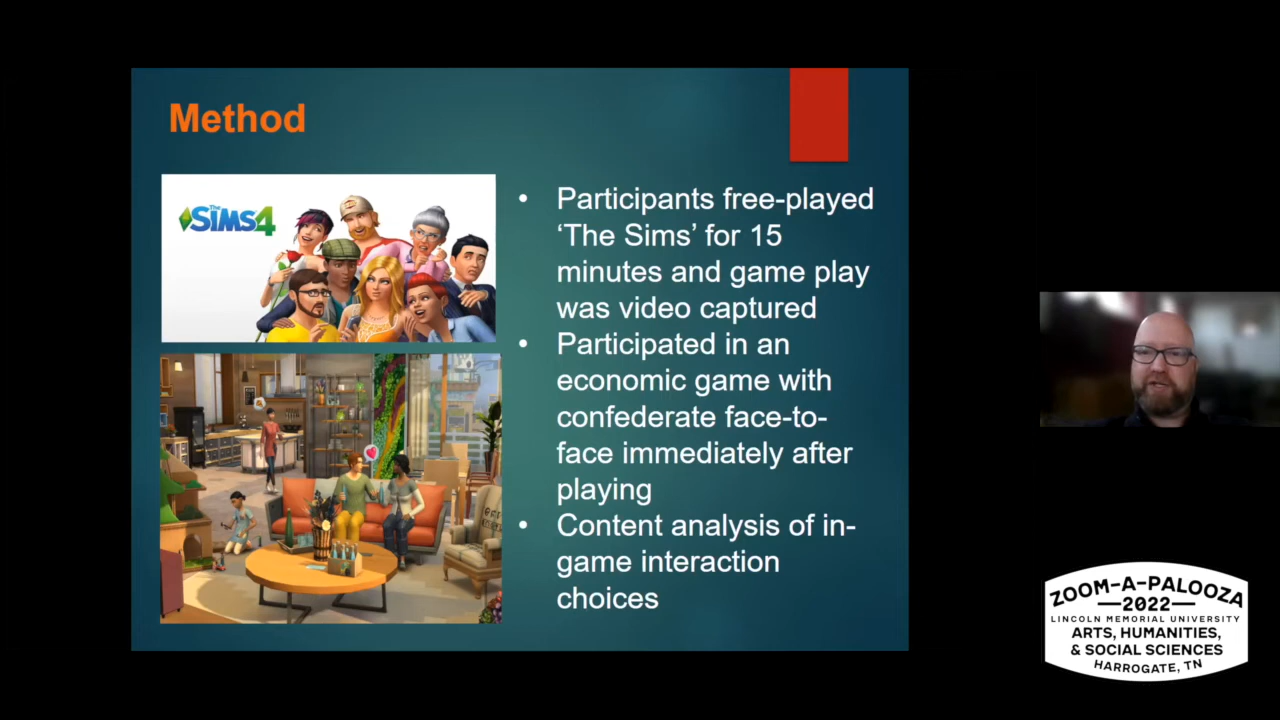 Method
The SiMS4
• Participants free-played
‘The Sims’ for 15
minutes and game play
was video captured
• Participated in an
economic game with
confederate face-to-
face immediately after
playing
• Content analysis of in-
game interaction
choices
ZOOM-A-PALOOZA
—2022—
LINCOLN MEMORIAL UNIVERSITY
ARTS, HUMANITIES,
& SOCIAL SCIENCES
HARROGATE, TN